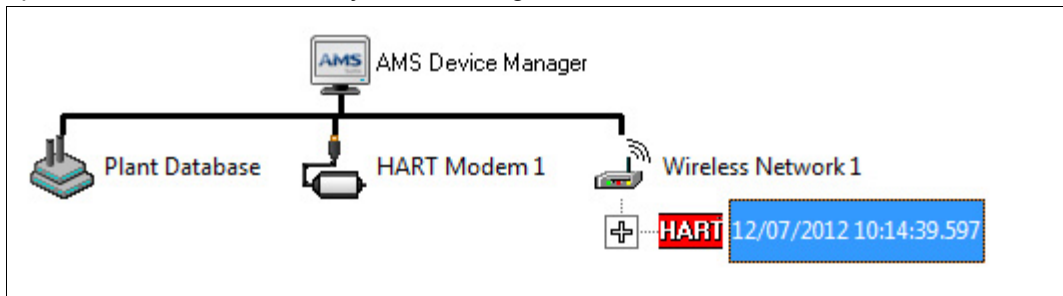 AMS
AMS Device Manager
Plant Database
HART Modem 1
Wireless Network 1
HART 12/07/2012 10:14:39.597